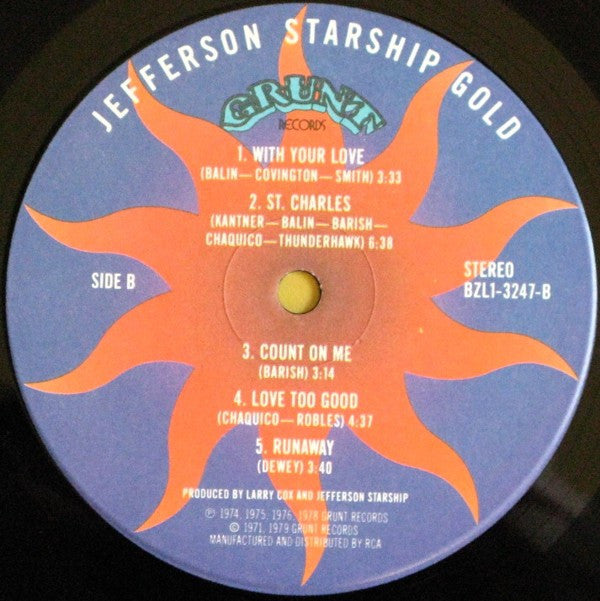 JEFFERSON STARSHIP GOLD
GRUNT
RECORDS
1. WITH YOUR LOVE
(BALIN— COVINGTON— SMITH) 3:33
2. ST. CHARLES
(KANTNER— BALIN— BARISH—
CHAQUICO— THUNDERHAWK) 6:38
SIDE B
STEREO
BZL1-3247-B
3. COUNT ON ME
(BARISH) 3:14
4. LOVE TOO GOOD
(CHAQUICO— ROBLES) 4:37
5. RUNAWAY
(DEWEY) 3:40
PRODUCED BY LARRY COX AND JEFFERSON STARSHIP
℗ 1974, 1975, 1976, 1978 GRUNT RECORDS
© 1971, 1979 GRUNT RECORDS
MANUFACTURED AND DISTRIBUTED BY RCA